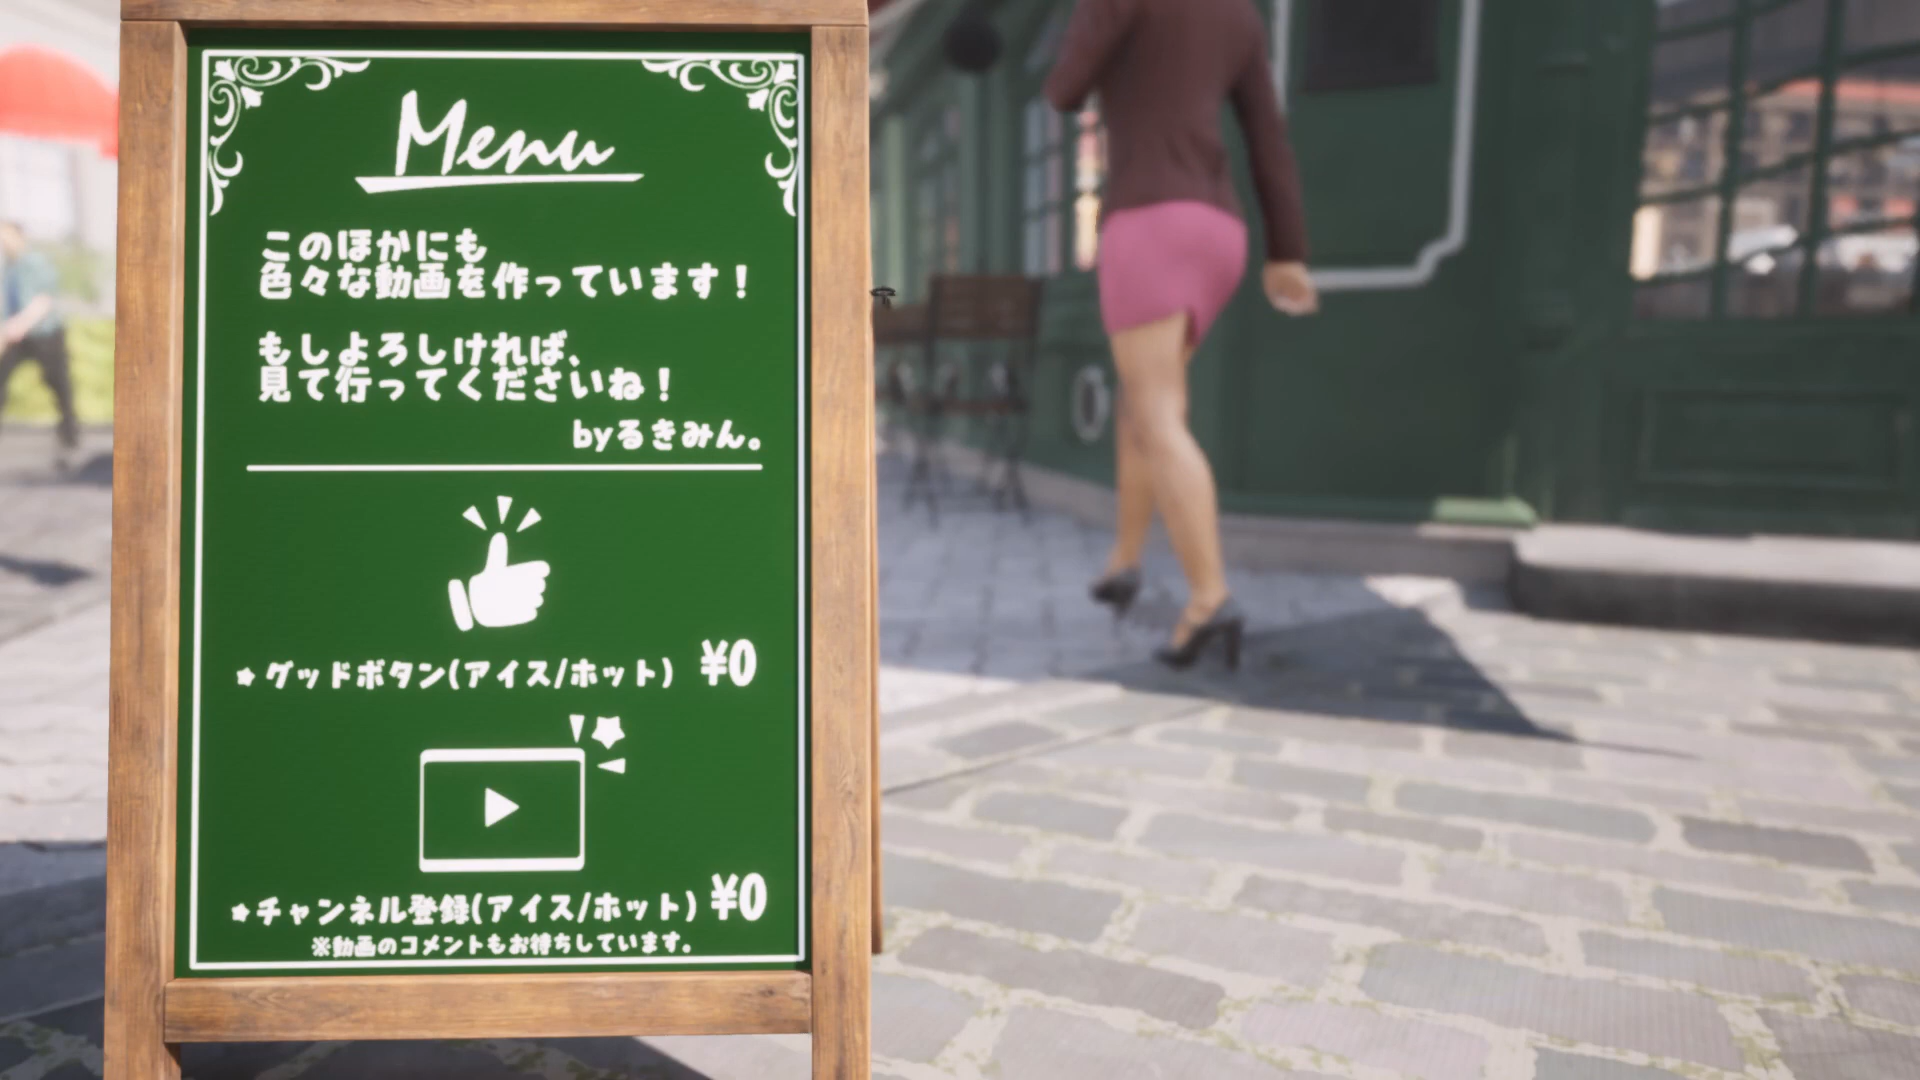 Menu
このほかにも
色々な動画を作っています！
もしよろしければ、
見て行ってくださいね！
byるきみん。
★グッドボタン(アイス/ホット) ¥0
★チャンネル登録(アイス/ホット) ¥0
※動画のコメントもお待ちしています。